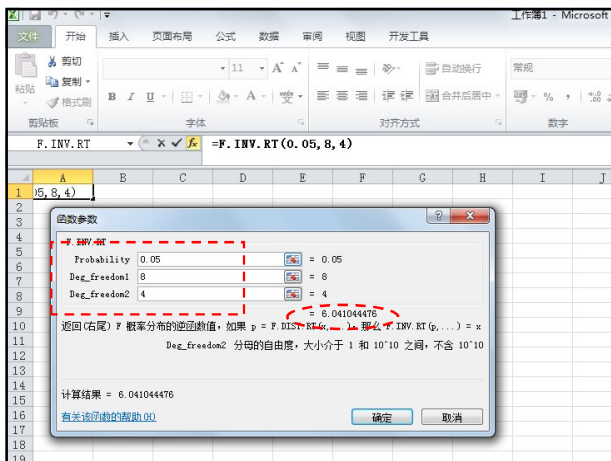 工作簿1 - Microsoft
文件 开始 插入 页面布局 公式 数据 审阅 视图 开发工具
剪切
复制
格式刷
粘贴
11
B I U
自动换行
合并后居中
常规
剪贴板 字体 对齐方式 数字
F.INV.RT =F.INV.RT(0.05,8,4)
A B C D E F G H I J
1 05,8,4)
2
3
4
5
6
7
8
9
10
11
12
13
14
15
16
17
18
19
函数参数
F.INV.RT
Probability 0.05 = 0.05
Deg_freedom1 8 = 8
Deg_freedom2 4 = 4
= 6.041044476
返回(右尾) F 概率分布的逆函数值，如果 p = F.DIST.RT(x,...)，那么 F.INV.RT(p,...) = x
Deg_freedom2 分母的自由度，大小介于 1 和 10^10 之间，不含 10^10
计算结果 = 6.041044476
有关该函数的帮助(H) 确定 取消